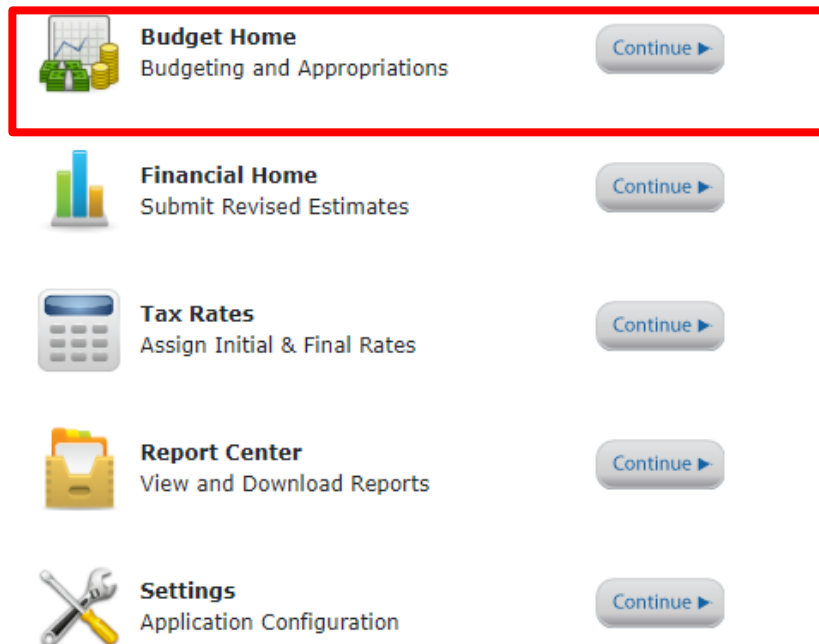 Budget Home
Budgeting and Appropriations
Continue ▶
Financial Home
Submit Revised Estimates
Continue ▶
Tax Rates
Assign Initial & Final Rates
Continue ▶
Report Center
View and Download Reports
Continue ▶
Settings
Application Configuration
Continue ▶